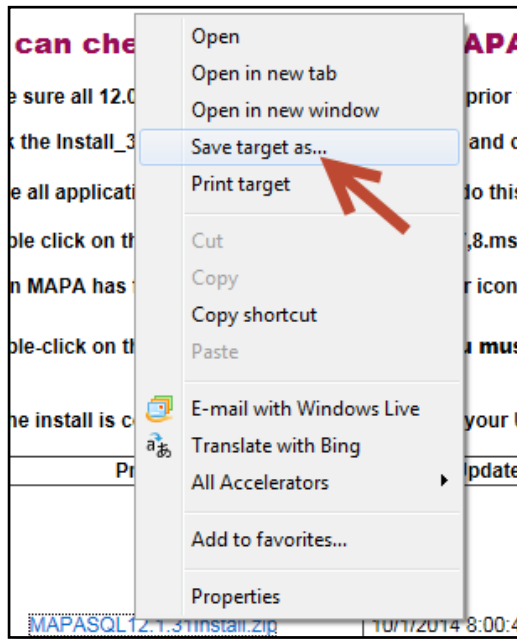 can che
APA
Open
Open in new tab
Open in new window
Save target as...
Print target
Cut
Copy
Copy shortcut
Paste
E-mail with Windows Live
Translate with Bing
All Accelerators
Add to favorites...
Properties
e sure all 12.0 prior
the Install_3 and
e all applicati do this
ble click on th ,8.ms
n MAPA has r icon
ble-click on th u mus
he install is c your
Pr pdate
MAPASQL12.1.31Install.zip 10/1/2014 8:00:4